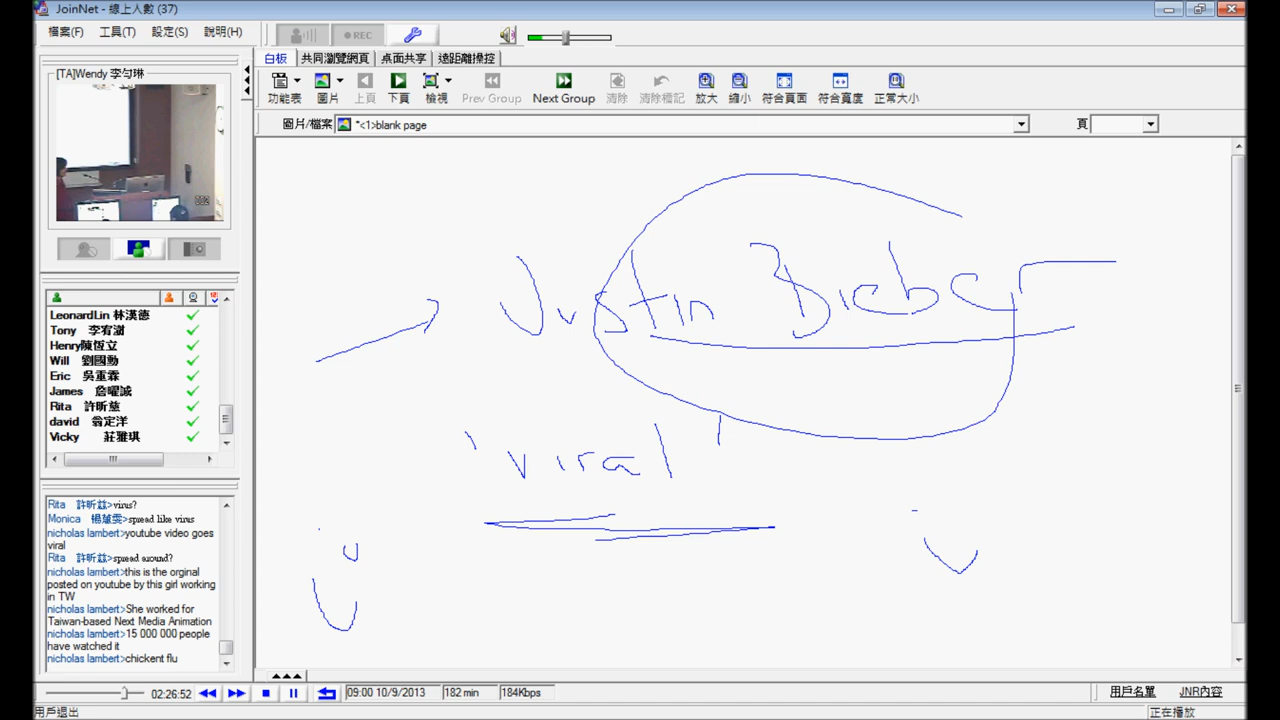 JoinNet - 線上人數 (37)
檔案(F) 工具(T) 設定(S) 說明(H)
REC
[TA]Wendy 李勻琳
白板 共同瀏覽網頁 桌面共享 遠距離操控
功能表 圖片 上頁 下頁 檢視 Prev Group Next Group 清除 清除標記 放大 縮小 符合頁面 符合寬度 正常大小
圖片/檔案 *<1>blank page 頁
LeonardLin 林漢德
Tony 李宥澍
Henry陳恆立
Will 劉國勳
Eric 吳重霖
James 詹曜誠
Rita 許昕慈
david 翁定洋
Vicky 莊雅琪
Justin Bieber
'viral'
Rita 許昕慈>virus?
Monica 楊蕙雯>spread like virus
nicholas lambert>youtube video goes
viral
Rita 許昕慈>spread around?
nicholas lambert>this is the orginal
posted on youtube by this girl working
in TW
nicholas lambert>She worked for
Taiwan-based Next Media Animation
nicholas lambert>15 000 000 people
have watched it
nicholas lambert>chickent flu
02:26:52 09:00 10/9/2013 182 min 184Kbps 用戶名單 JNR內容
用戶退出 正在播放